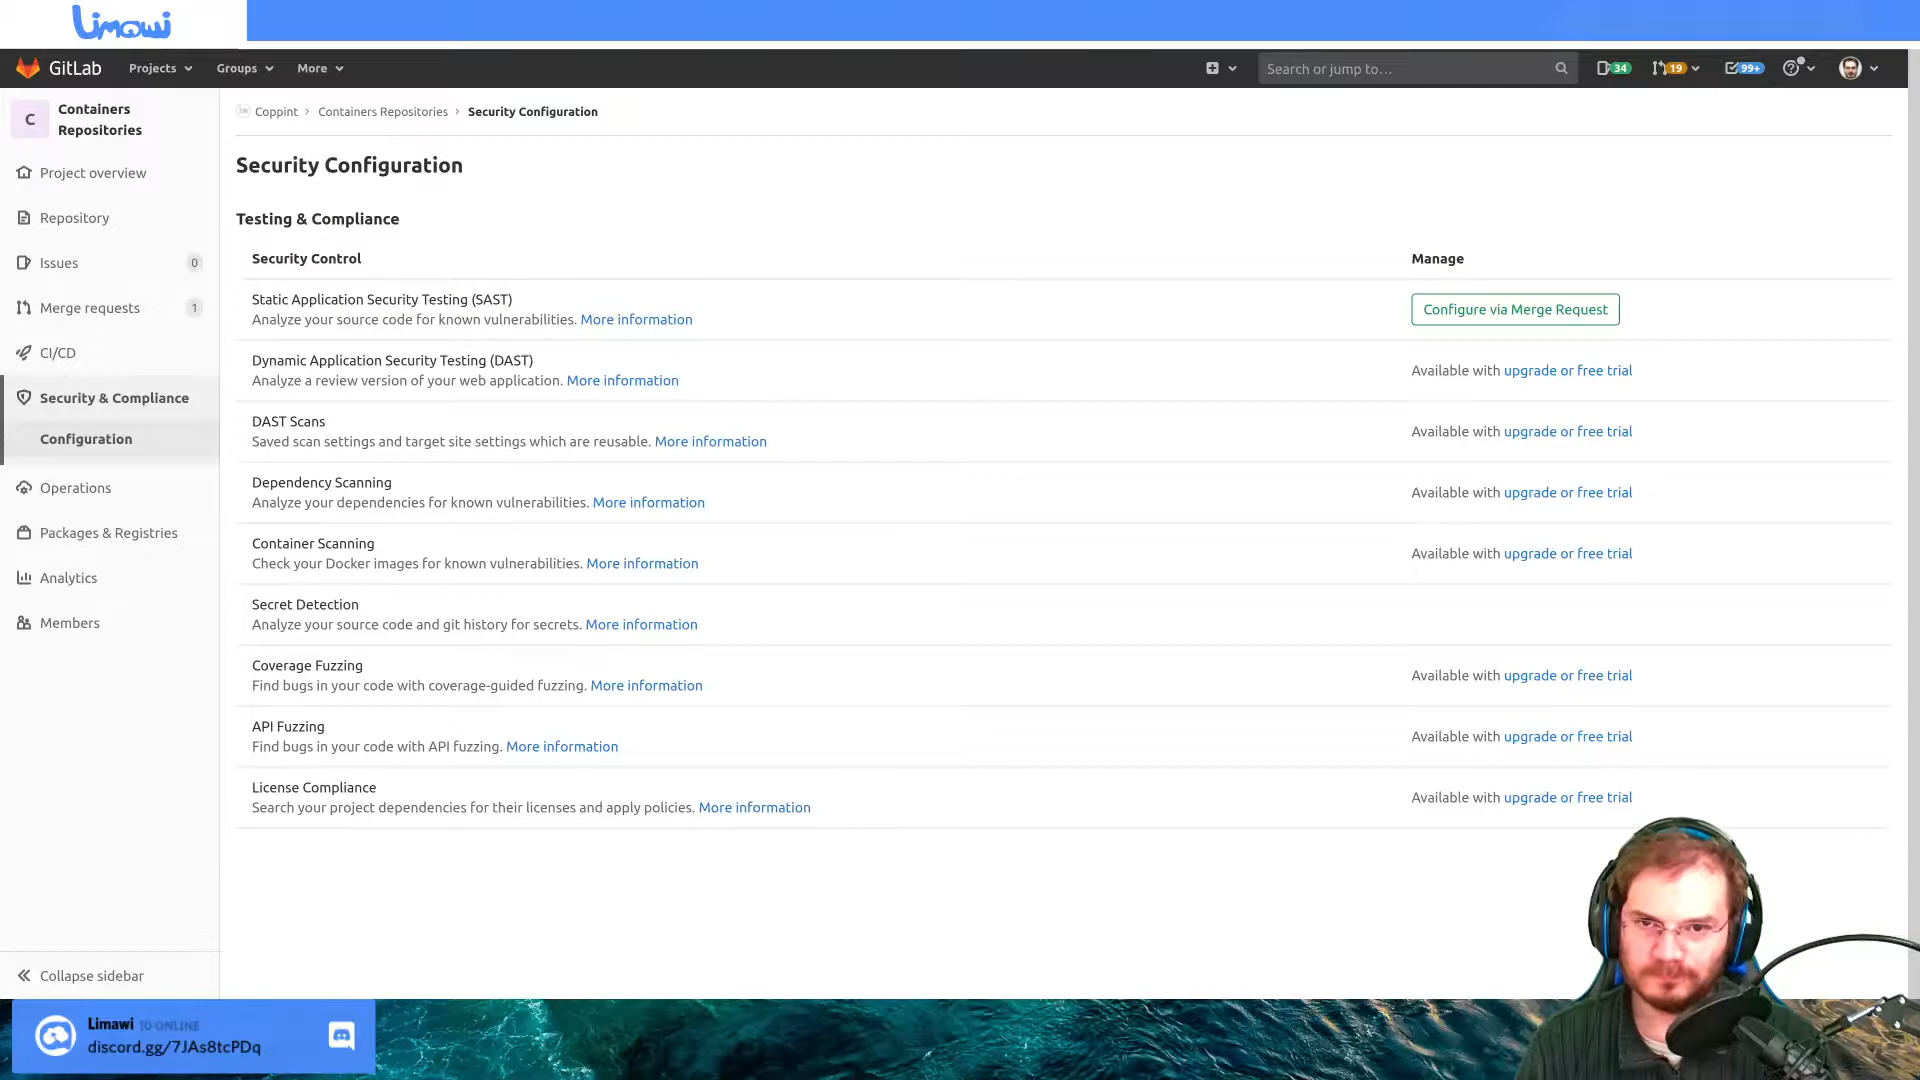 Limawi
GitLab
Projects
Groups
More
Search or jump to...
34
19
99+
C
Containers
Repositories
Project overview
Repository
Issues
0
Merge requests
1
CI/CD
Security & Compliance
Configuration
Operations
Packages & Registries
Analytics
Members
Collapse sidebar
Coppint › Containers Repositories › Security Configuration
Security Configuration
Testing & Compliance
Security Control
Manage
Static Application Security Testing (SAST)
Analyze your source code for known vulnerabilities. More information
Configure via Merge Request
Dynamic Application Security Testing (DAST)
Analyze a review version of your web application. More information
Available with upgrade or free trial
DAST Scans
Saved scan settings and target site settings which are reusable. More information
Available with upgrade or free trial
Dependency Scanning
Analyze your dependencies for known vulnerabilities. More information
Available with upgrade or free trial
Container Scanning
Check your Docker images for known vulnerabilities. More information
Available with upgrade or free trial
Secret Detection
Analyze your source code and git history for secrets. More information
Coverage Fuzzing
Find bugs in your code with coverage-guided fuzzing. More information
Available with upgrade or free trial
API Fuzzing
Find bugs in your code with API fuzzing. More information
Available with upgrade or free trial
License Compliance
Search your project dependencies for their licenses and apply policies. More information
Available with upgrade or free trial
Limawi 10 ONLINE
discord.gg/7JAs8tcPDq